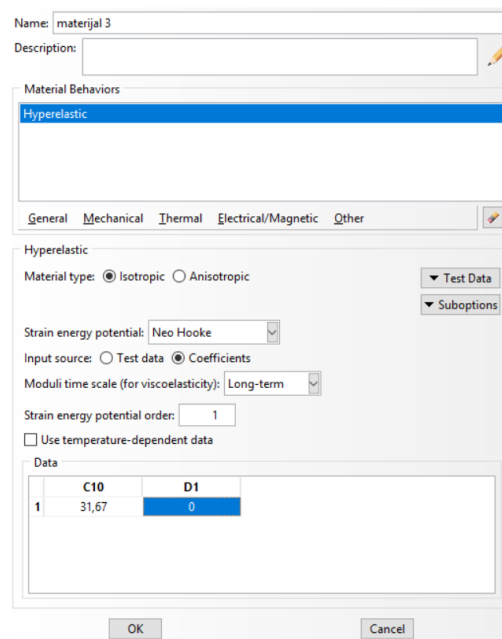 Name: materijal 3
Description:
Material Behaviors
Hyperelastic
General Mechanical Thermal Electrical/Magnetic Other
Hyperelastic
Material type: Isotropic Anisotropic
Test Data
Suboptions
Strain energy potential: Neo Hooke
Input source: Test data Coefficients
Moduli time scale (for viscoelasticity): Long-term
Strain energy potential order: 1
Use temperature-dependent data
Data
C10 D1
1 31,67 0
OK Cancel